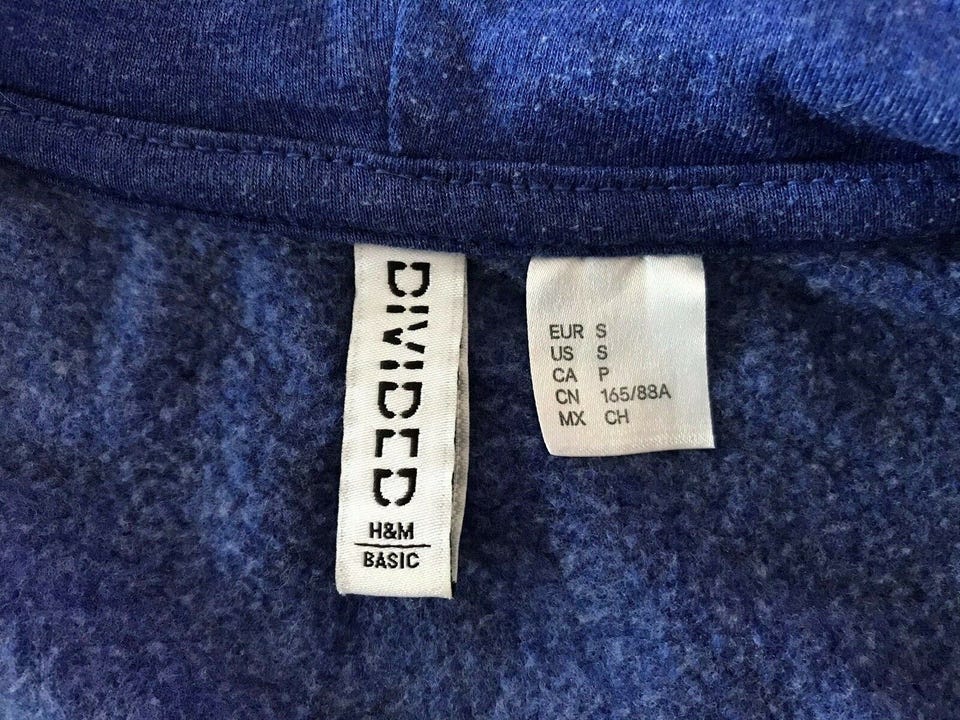 DIVIDED
H&M
BASIC
EUR S
US S
CA P
CN 165/88A
MX CH